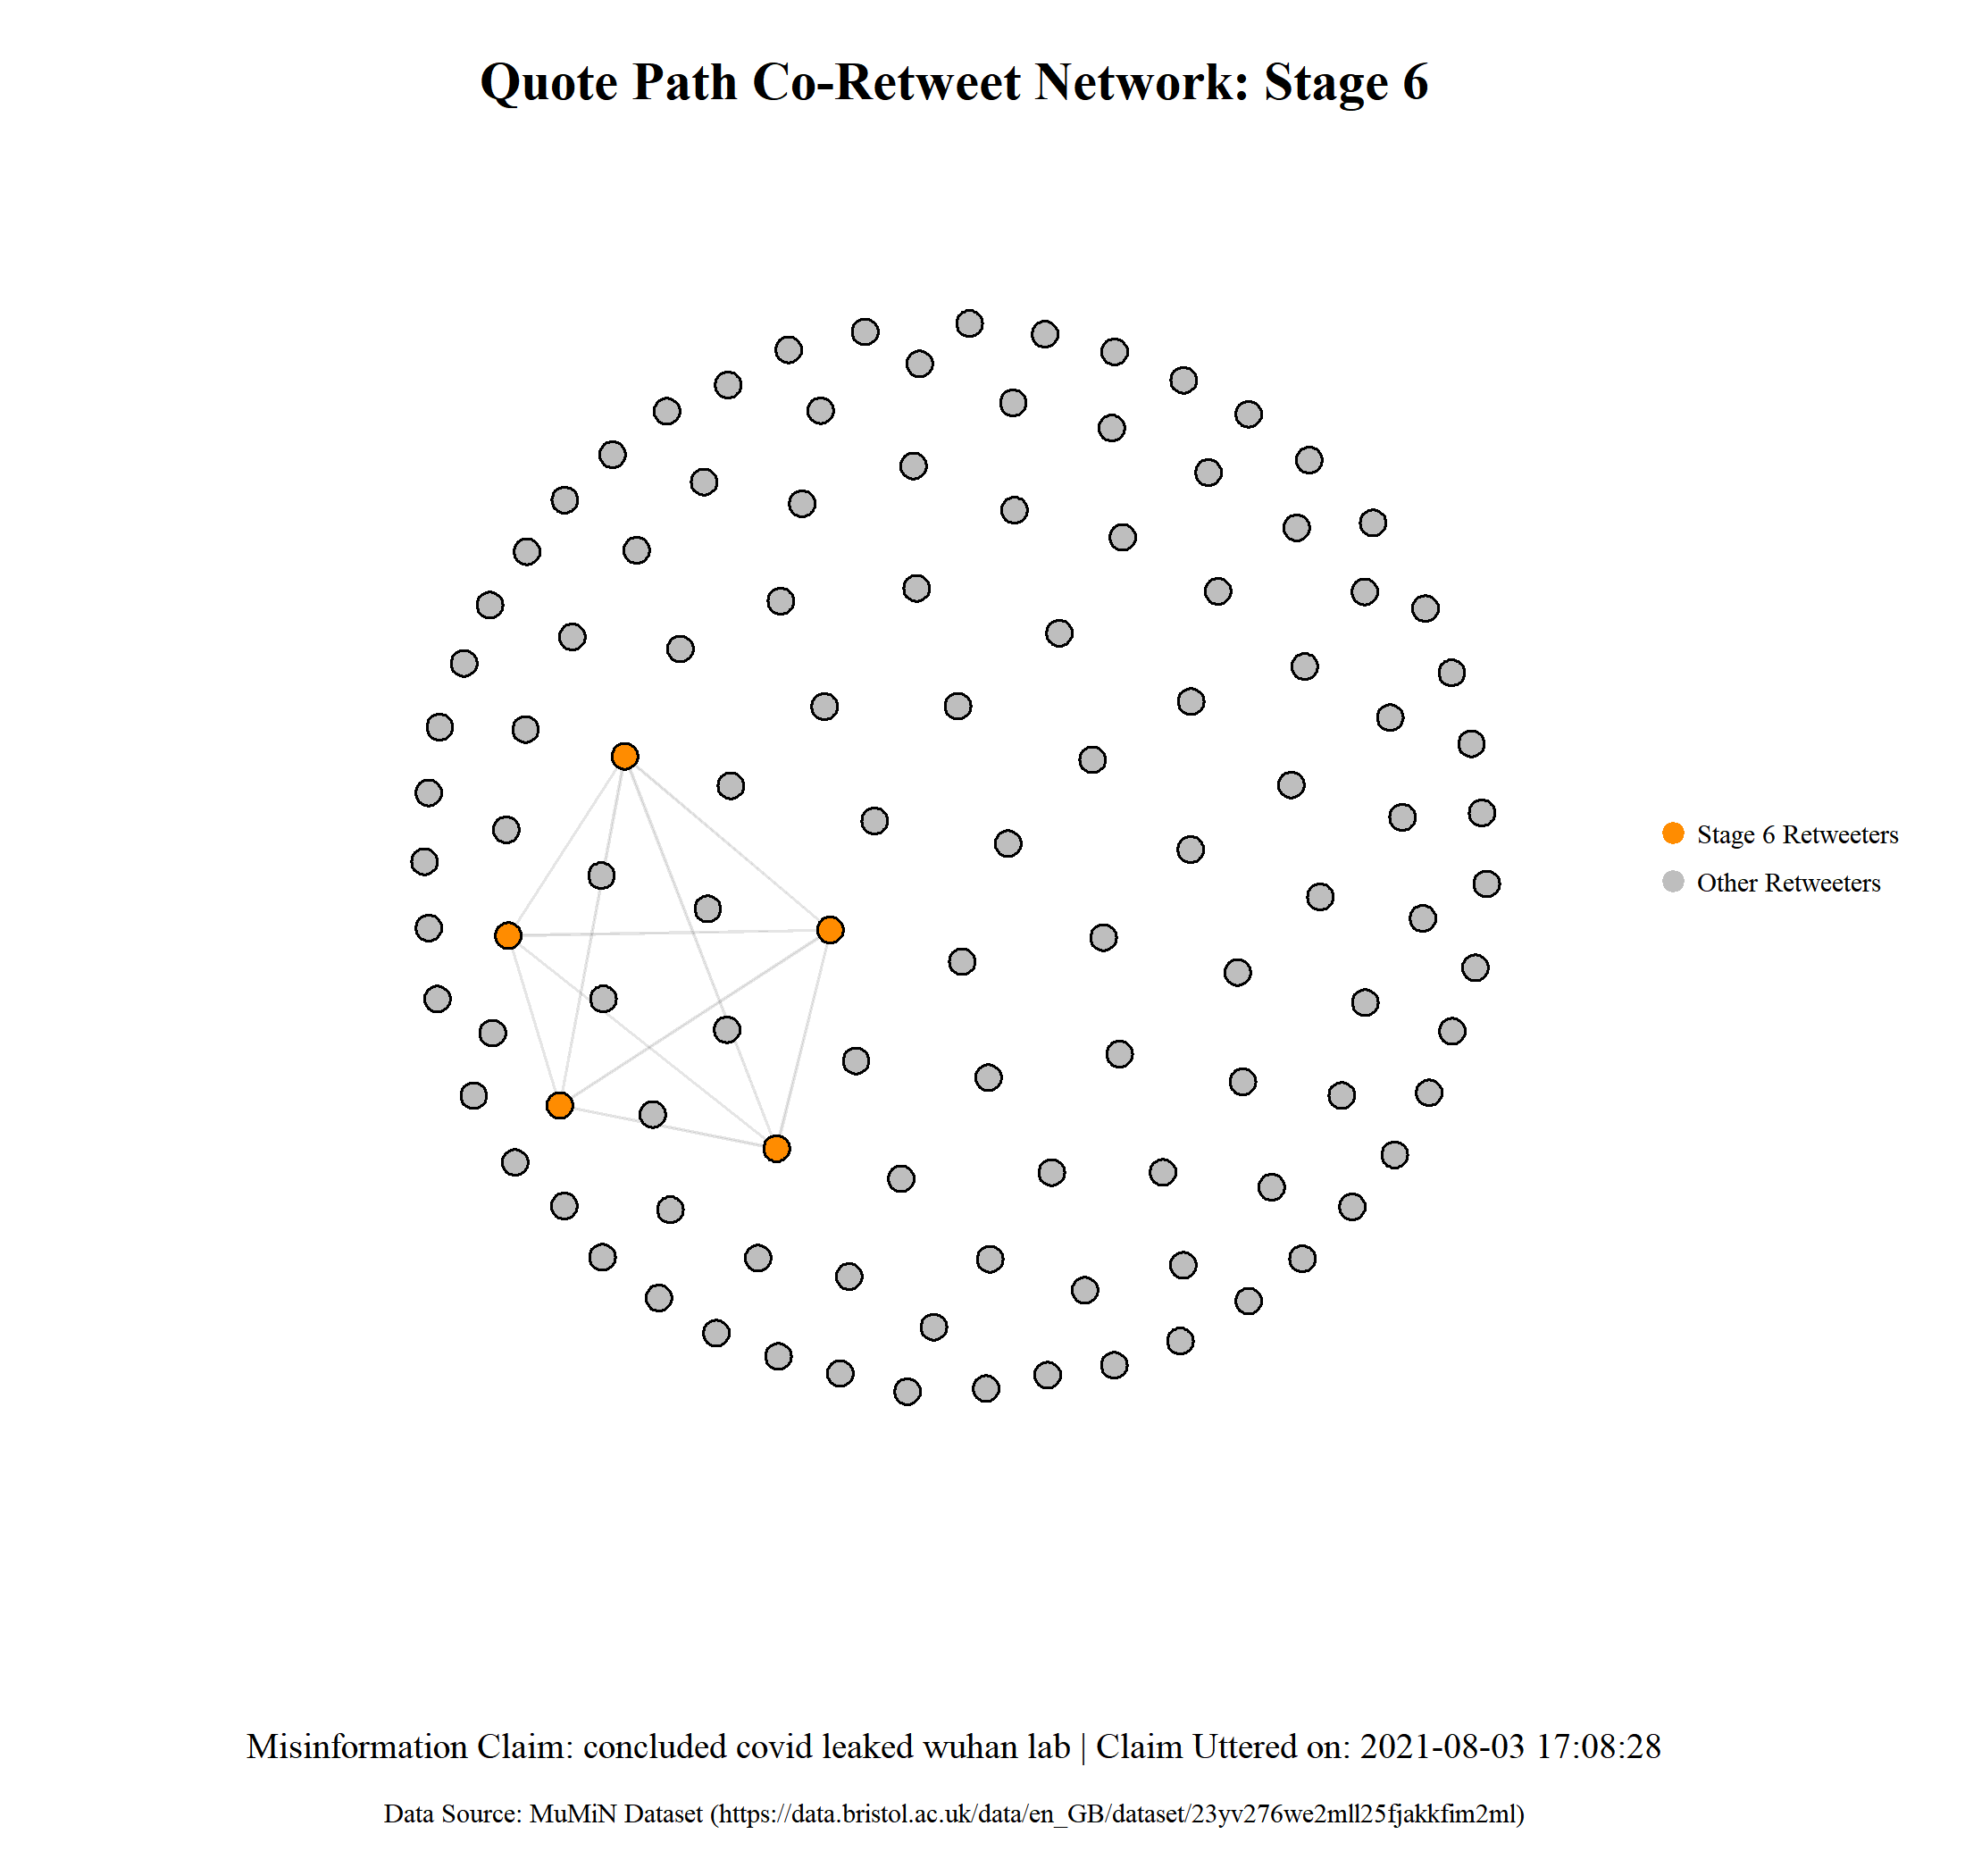 Quote Path Co-Retweet Network: Stage 6
Stage 6 Retweeters
Other Retweeters
Misinformation Claim: concluded covid leaked wuhan lab | Claim Uttered on: 2021-08-03 17:08:28
Data Source: MuMiN Dataset (https://data.bristol.ac.uk/data/en_GB/dataset/23yv276we2mll25fjakkfim2ml)